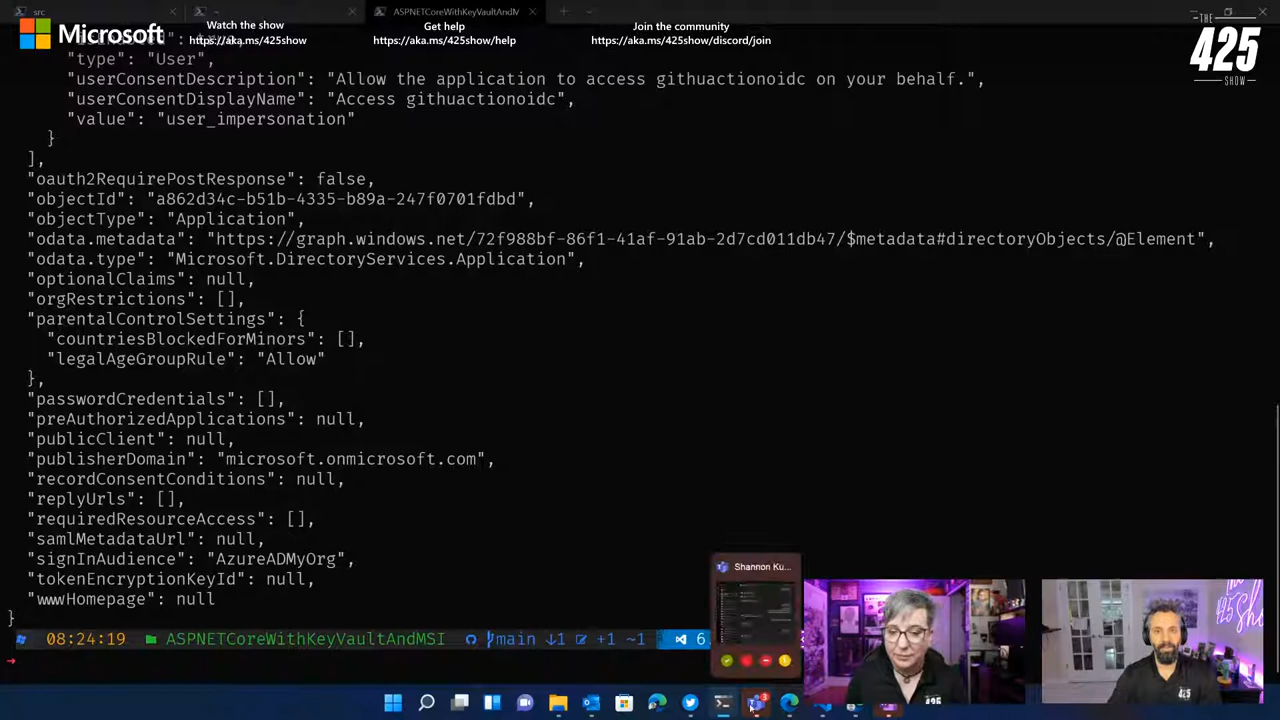 src
ASPNETCoreWithKeyVaultAndM
Microsoft
Watch the show
https://aka.ms/425show
Get help
https://aka.ms/425show/help
Join the community
https://aka.ms/425show/discord/join
THE
425
SHOW
"type": "User",
"userConsentDescription": "Allow the application to access githuactionoidc on your behalf.",
"userConsentDisplayName": "Access githuactionoidc",
"value": "user_impersonation"
}
],
"oauth2RequirePostResponse": false,
"objectId": "a862d34c-b51b-4335-b89a-247f0701fdbd",
"objectType": "Application",
"odata.metadata": "https://graph.windows.net/72f988bf-86f1-41af-91ab-2d7cd011db47/$metadata#directoryObjects/@Element",
"odata.type": "Microsoft.DirectoryServices.Application",
"optionalClaims": null,
"orgRestrictions": [],
"parentalControlSettings": {
"countriesBlockedForMinors": [],
"legalAgeGroupRule": "Allow"
},
"passwordCredentials": [],
"preAuthorizedApplications": null,
"publicClient": null,
"publisherDomain": "microsoft.onmicrosoft.com",
"recordConsentConditions": null,
"replyUrls": [],
"requiredResourceAccess": [],
"samlMetadataUrl": null,
"signInAudience": "AzureADMyOrg",
"tokenEncryptionKeyId": null,
"wwwHomepage": null
}
08:24:19 ASPNETCoreWithKeyVaultAndMSI main ↓1 +1 ~1 6.
Shannon Ku...
3
425
425